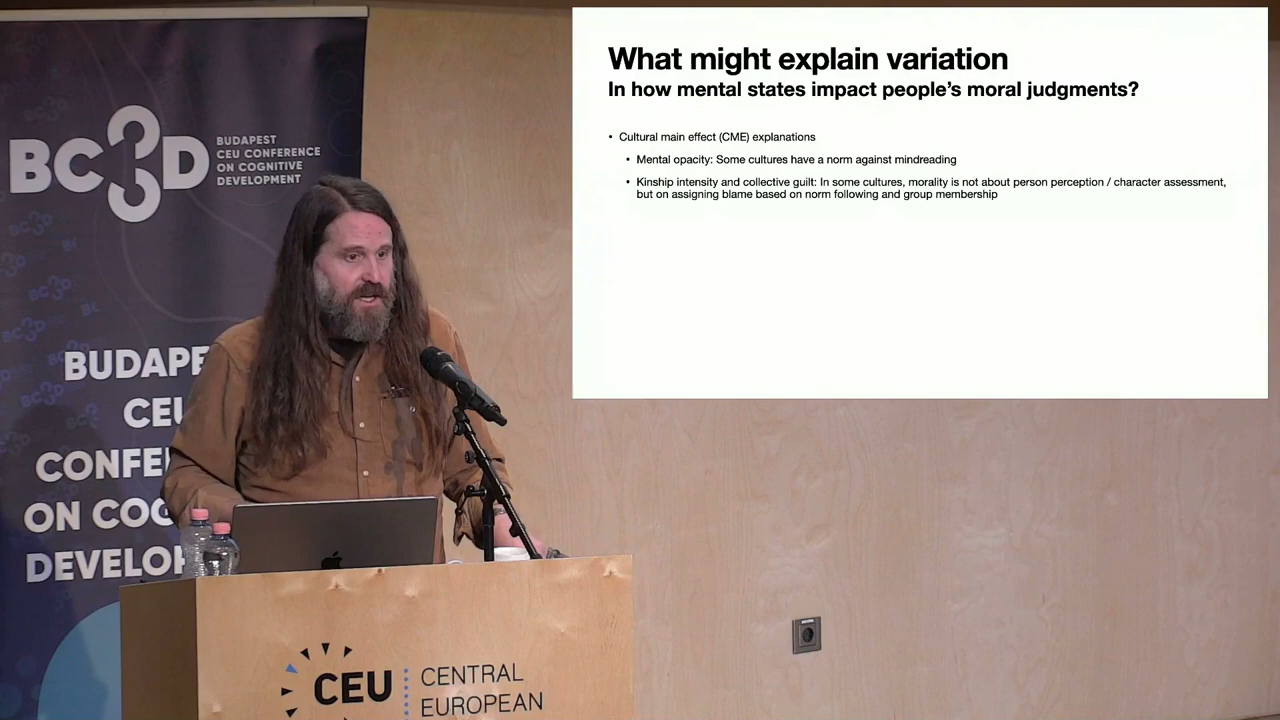 BC3D
BUDAPEST
CEU CONFERENCE
ON COGNITIVE
DEVELOPMENT
BUDAPE
CEU
CONFE
ON COG
DEVELOP
What might explain variation
In how mental states impact people's moral judgments?
• Cultural main effect (CME) explanations
• Mental opacity: Some cultures have a norm against mindreading
• Kinship intensity and collective guilt: In some cultures, morality is not about person perception / character assessment,
but on assigning blame based on norm following and group membership
CEU
CENTRAL
EUROPEAN